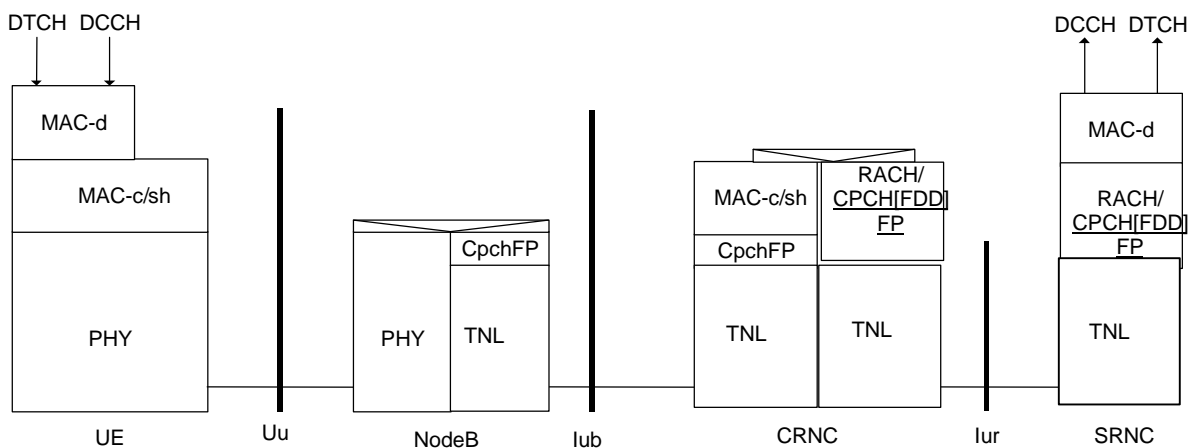 DTCH DCCH
DCCH DTCH
MAC-d
MAC-d
MAC-c/sh
MAC-c/sh
RACH/
CPCH[FDD]
FP
RACH/
CPCH[FDD]
FP
CpchFP
CpchFP
PHY
PHY
TNL
TNL
TNL
TNL
UE
Uu
NodeB
Iub
CRNC
Iur
SRNC